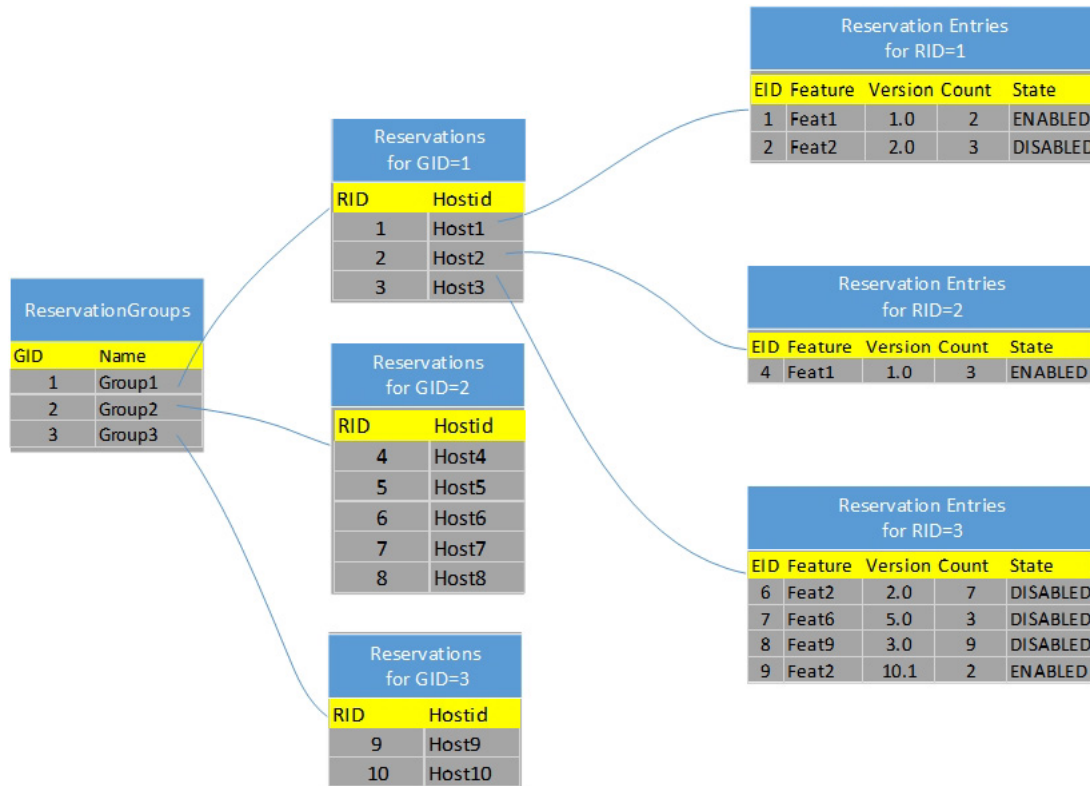 ReservationGroups
GID Name
1 Group1
2 Group2
3 Group3
Reservations
for GID=1
RID Hostid
1 Host1
2 Host2
3 Host3
Reservations
for GID=2
RID Hostid
4 Host4
5 Host5
6 Host6
7 Host7
8 Host8
Reservations
for GID=3
RID Hostid
9 Host9
10 Host10
Reservation Entries
for RID=1
EID Feature Version Count State
1 Feat1 1.0 2 ENABLED
2 Feat2 2.0 3 DISABLED
Reservation Entries
for RID=2
EID Feature Version Count State
4 Feat1 1.0 3 ENABLED
Reservation Entries
for RID=3
EID Feature Version Count State
6 Feat2 2.0 7 DISABLED
7 Feat6 5.0 3 DISABLED
8 Feat9 3.0 9 DISABLED
9 Feat2 10.1 2 ENABLED